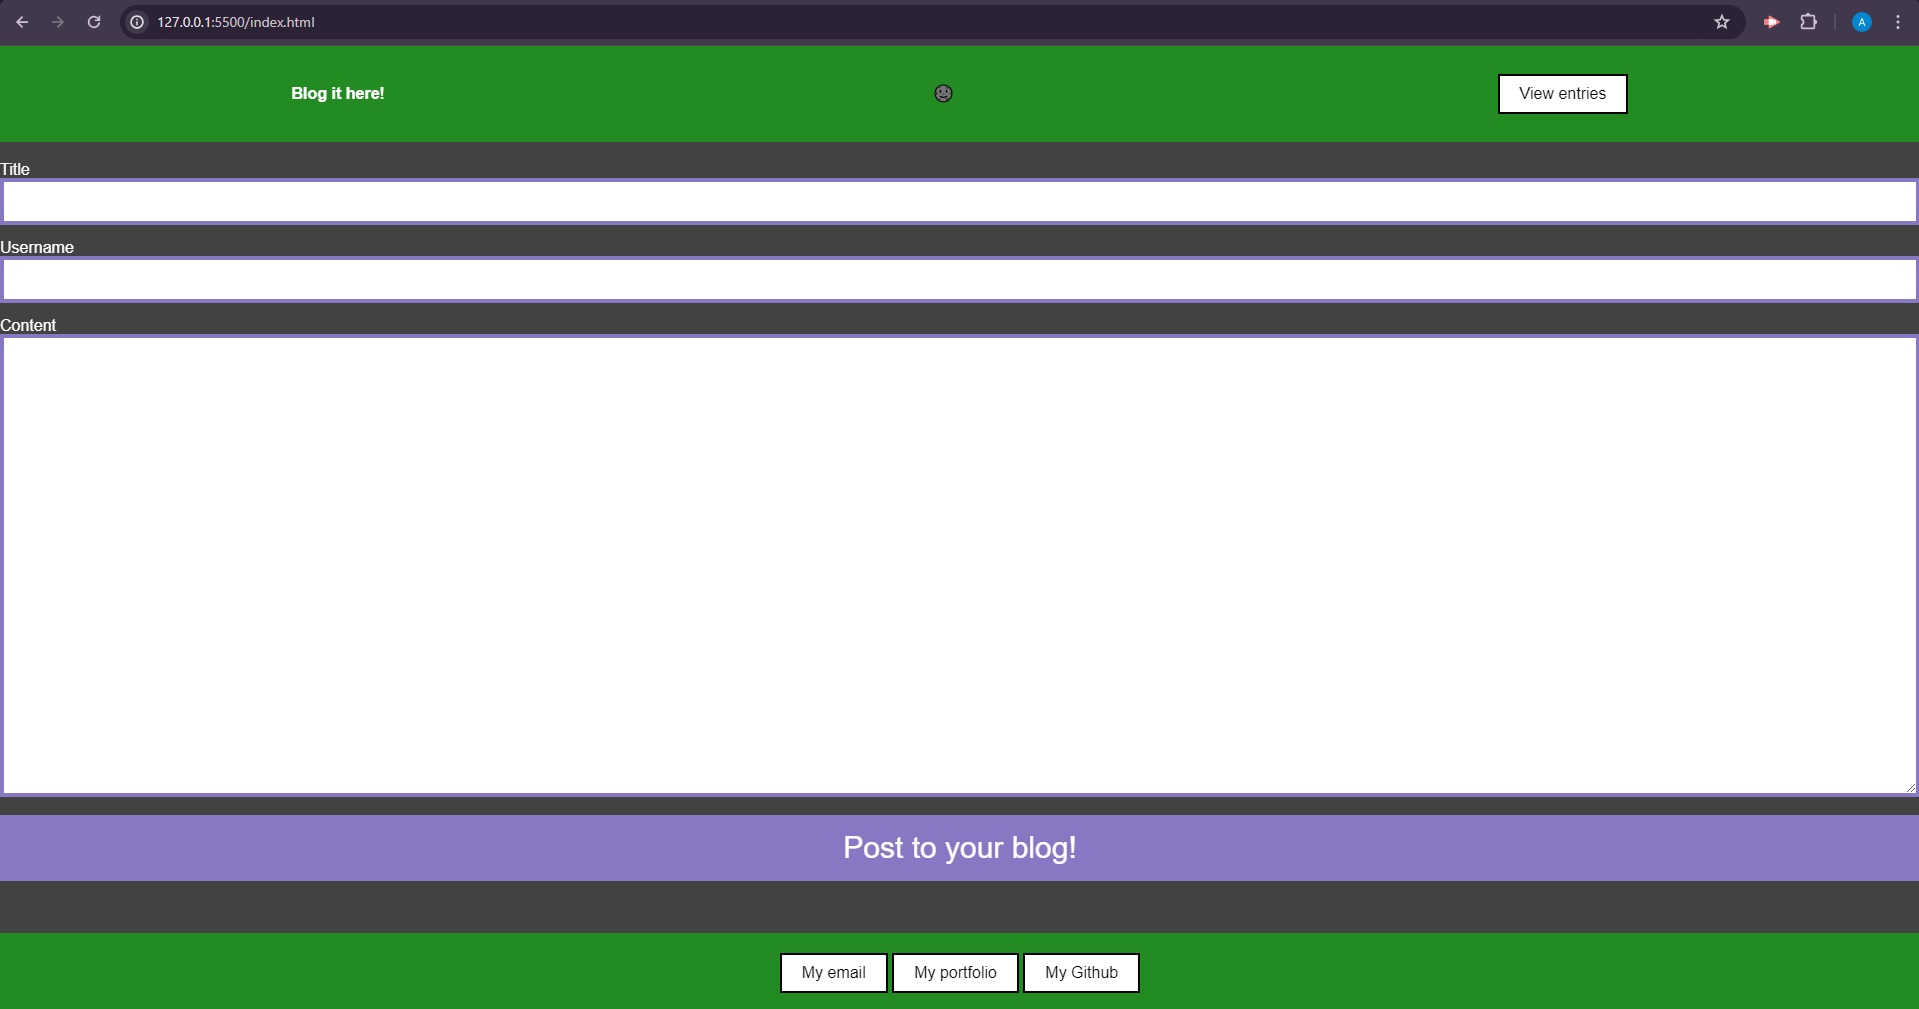 127.0.0.1:5500/index.html
A
Blog it here!
View entries
Title
Username
Content
Post to your blog!
My email My portfolio My Github